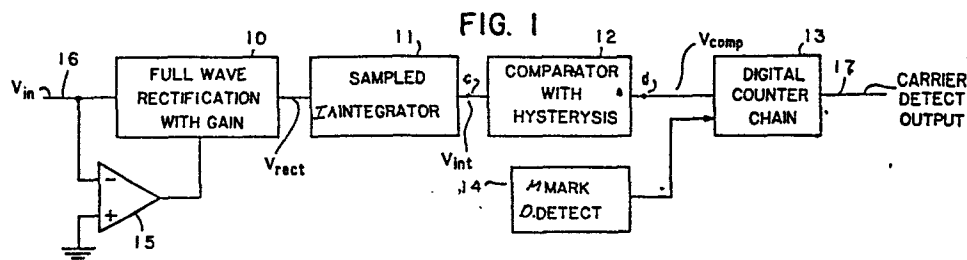 FIG. 1
16
Vin
10
FULL WAVE
RECTIFICATION
WITH GAIN
Vrect
11
SAMPLED
INTEGRATOR
c
Vint
12
COMPARATOR
WITH
HYSTERYSIS
d
Vcomp
13
DIGITAL
COUNTER
CHAIN
17
CARRIER
DETECT
OUTPUT
14
MARK
DETECT
-
+
15